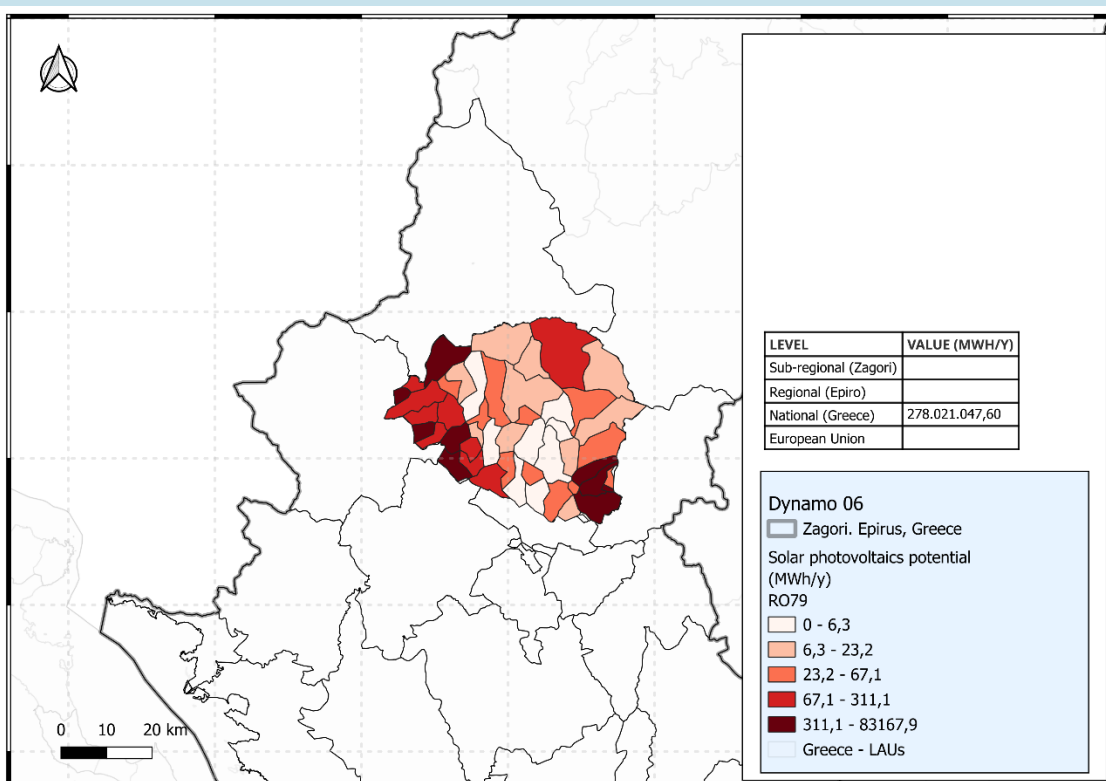 LEVEL VALUE (MWH/Y)
Sub-regional (Zagori)
Regional (Epiro)
National (Greece) 278.021.047,60
European Union
Dynamo 06
Zagori. Epirus, Greece
Solar photovoltaics potential
(MWh/y)
RO79
0 - 6,3
6,3 - 23,2
23,2 - 67,1
67,1 - 311,1
311,1 - 83167,9
Greece - LAUs
0 10 20 km